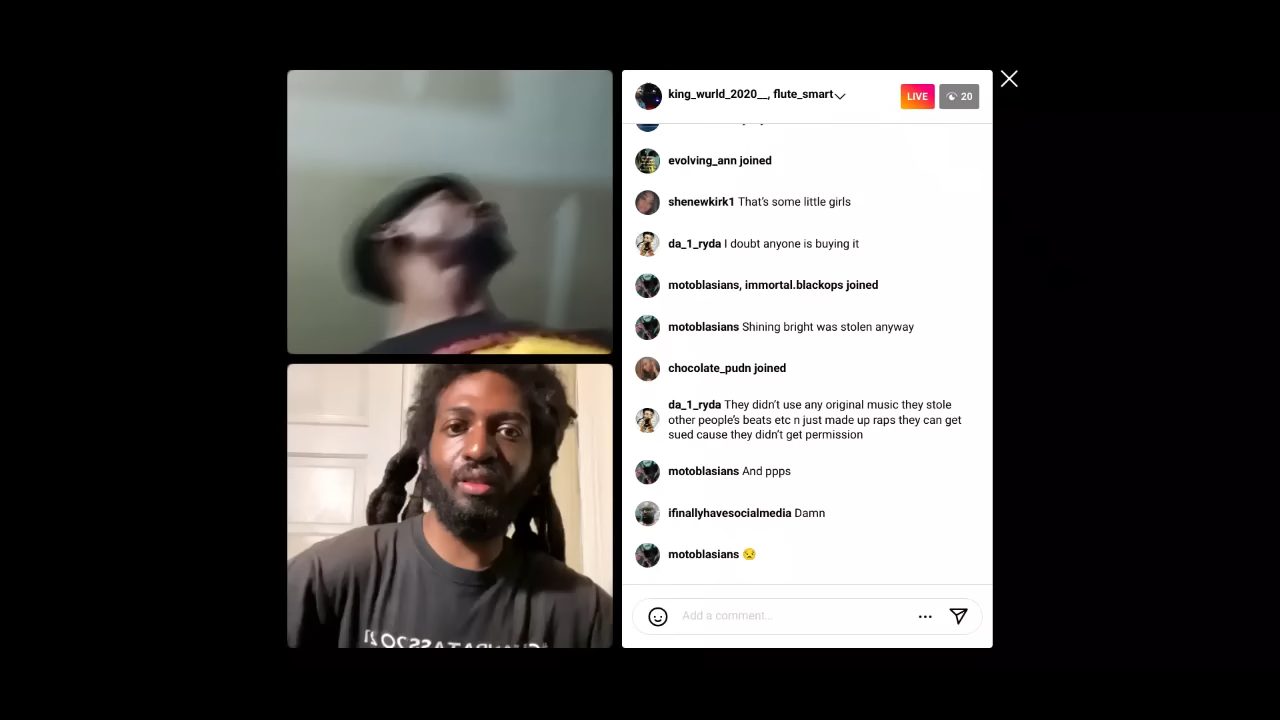 king_wurld_2020__, flute_smart
LIVE
20
evolving_ann joined
shenewkirk1 That's some little girls
da_1_ryda I doubt anyone is buying it
motoblasians, immortal.blackops joined
motoblasians Shining bright was stolen anyway
chocolate_pudn joined
da_1_ryda They didn't use any original music they stole
other people's beats etc n just made up raps they can get
sued cause they didn't get permission
motoblasians And ppps
ifinallyhavesocialmedia Damn
motoblasians 😣
Add a comment...